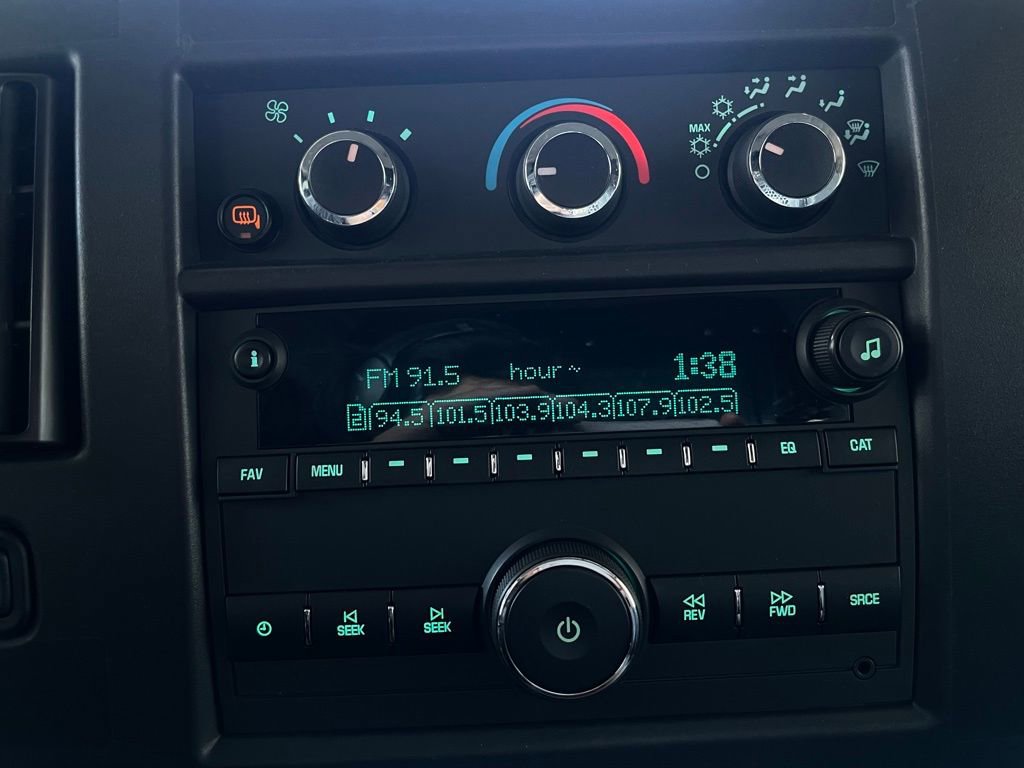 MAX
i
FM 91.5 hour~ 1:38
2 94.5 101.5 103.9 104.3 107.9 102.5
FAV MENU EQ CAT
SEEK SEEK REV FWD SRCE